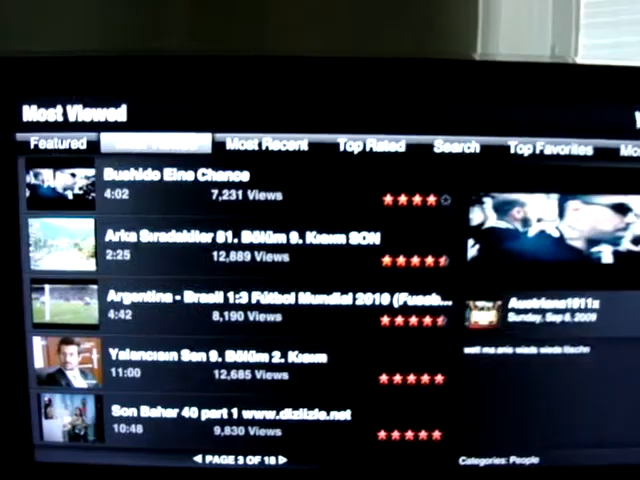 Most Viewed
Featured Most Recent Top Rated Search Top Favorites
Bushido Eine Chance
4:02 7,231 Views
Arka Sıradakiler 81. Bölüm 9. Kısım SON
2:25 12,889 Views
Argentina - Brasil 1:3 Fútbol Mundial 2010 (Fussb...
4:42 8,190 Views
Yalancısın Sen 9. Bölüm 2. Kısım
11:00 12,685 Views
Son Bahar 40 part 1 www.diziizle.net
10:48 9,830 Views
PAGE 3 OF 18
Austriana1911x
Sunday, Sep 6, 2009
Categories: People